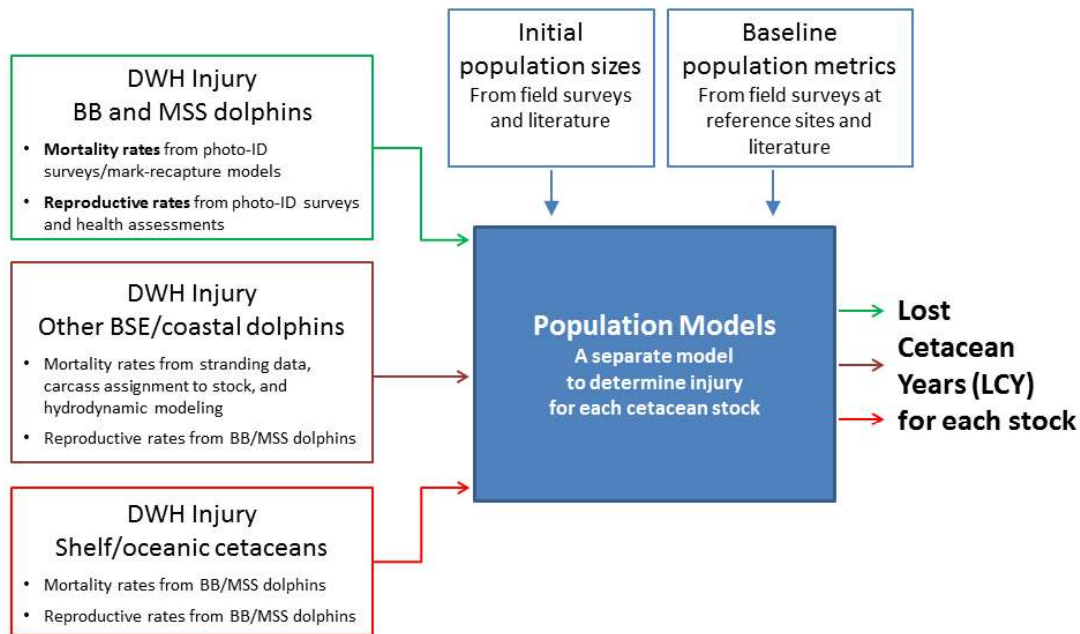 DWH Injury
BB and MSS dolphins
• Mortality rates from photo-ID
surveys/mark-recapture models
• Reproductive rates from photo-ID surveys
and health assessments
Initial
population sizes
From field surveys
and literature
Baseline
population metrics
From field surveys at
reference sites and
literature
DWH Injury
Other BSE/coastal dolphins
• Mortality rates from stranding data,
carcass assignment to stock, and
hydrodynamic modeling
• Reproductive rates from BB/MSS dolphins
DWH Injury
Shelf/oceanic cetaceans
• Mortality rates from BB/MSS dolphins
• Reproductive rates from BB/MSS dolphins
Population Models
A separate model
to determine injury
for each cetacean stock
Lost
Cetacean
Years (LCY)
for each stock